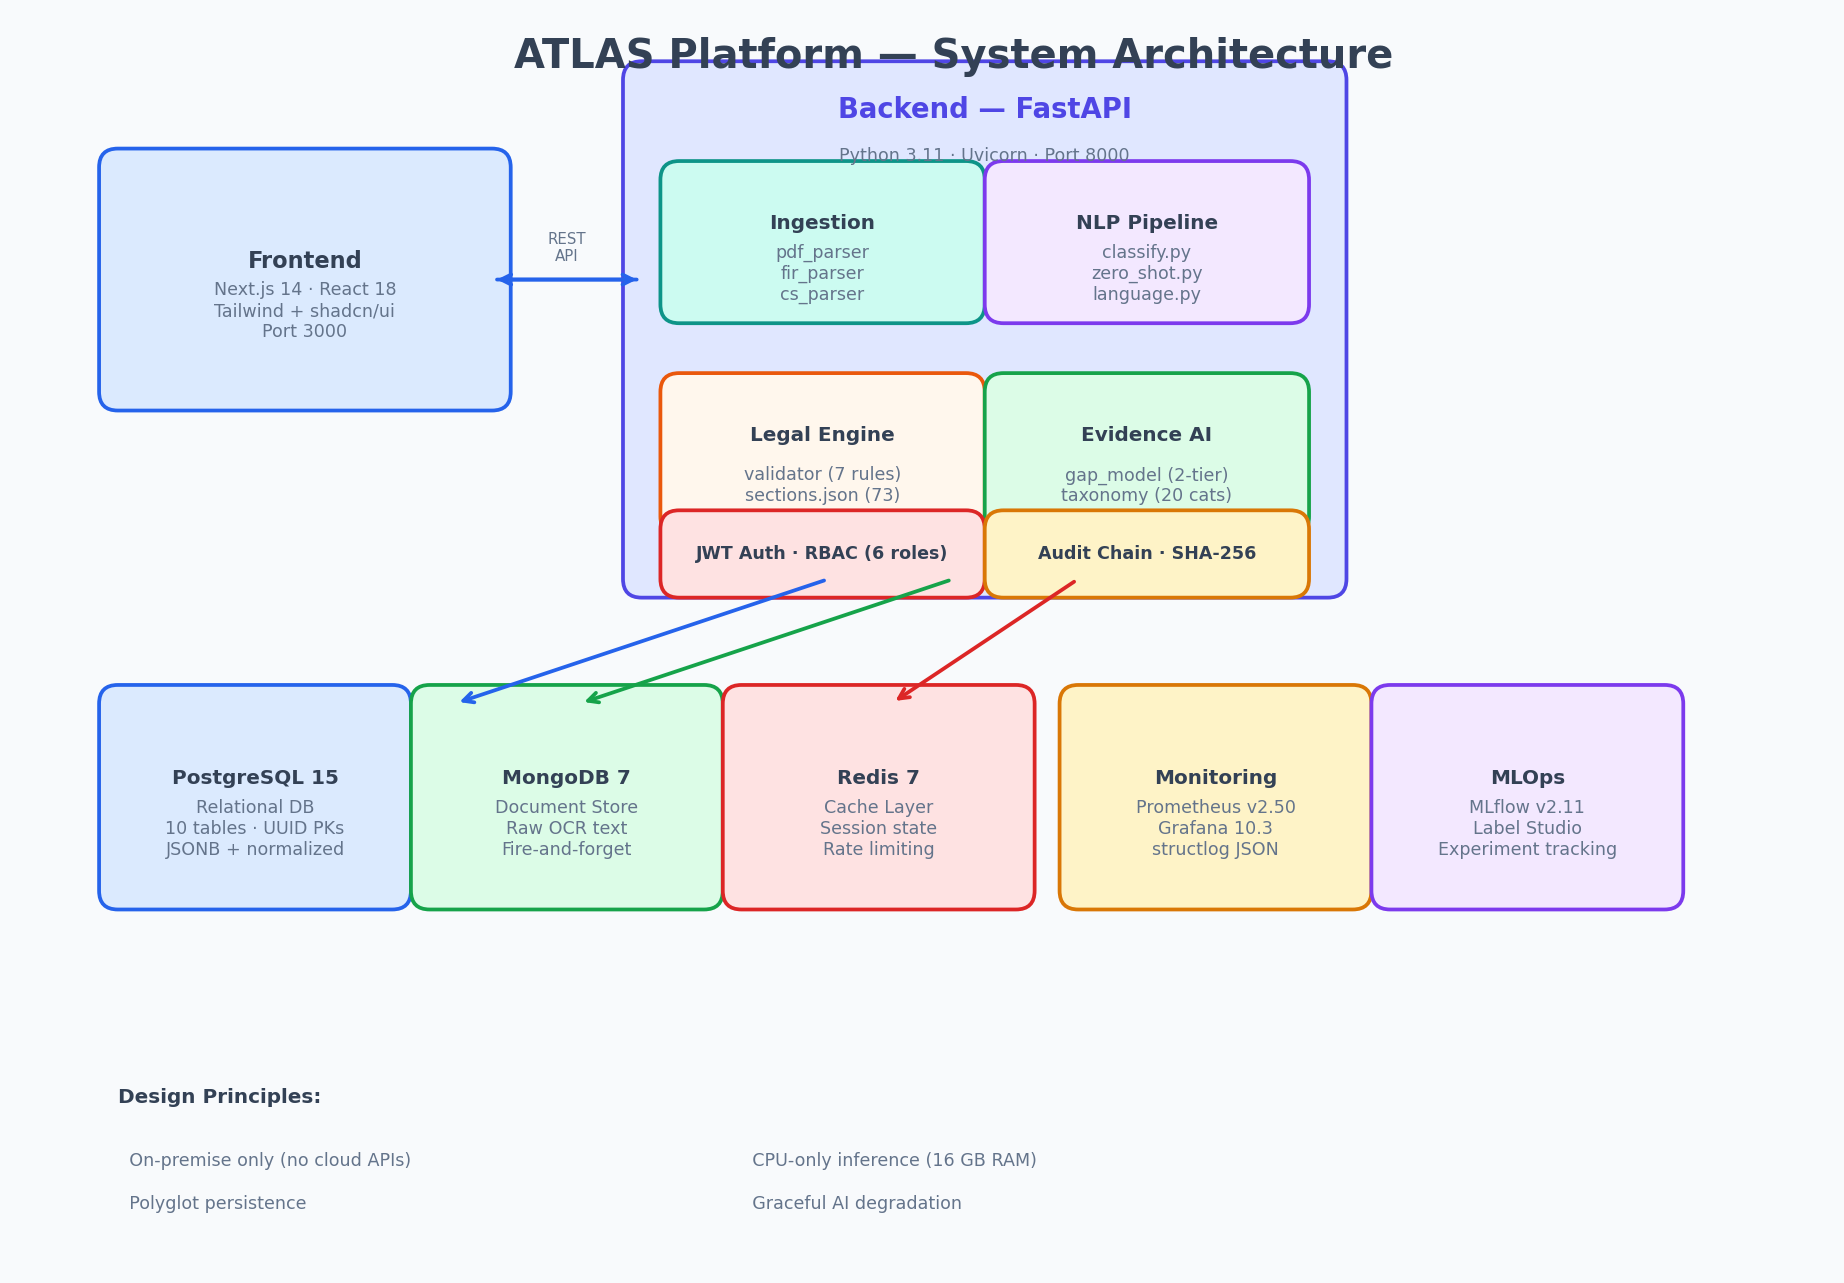 ATLAS Platform — System Architecture
Backend — FastAPI
Python 3.11 · Uvicorn · Port 8000
Frontend
Next.js 14 · React 18
Tailwind + shadcn/ui
Port 3000
REST
API
Ingestion
pdf_parser
fir_parser
cs_parser
NLP Pipeline
classify.py
zero_shot.py
language.py
Legal Engine
validator (7 rules)
sections.json (73)
Evidence AI
gap_model (2-tier)
taxonomy (20 cats)
JWT Auth · RBAC (6 roles)
Audit Chain · SHA-256
PostgreSQL 15
Relational DB
10 tables · UUID PKs
JSONB + normalized
MongoDB 7
Document Store
Raw OCR text
Fire-and-forget
Redis 7
Cache Layer
Session state
Rate limiting
Monitoring
Prometheus v2.50
Grafana 10.3
structlog JSON
MLOps
MLflow v2.11
Label Studio
Experiment tracking
Design Principles:
On-premise only (no cloud APIs)
CPU-only inference (16 GB RAM)
Polyglot persistence
Graceful AI degradation